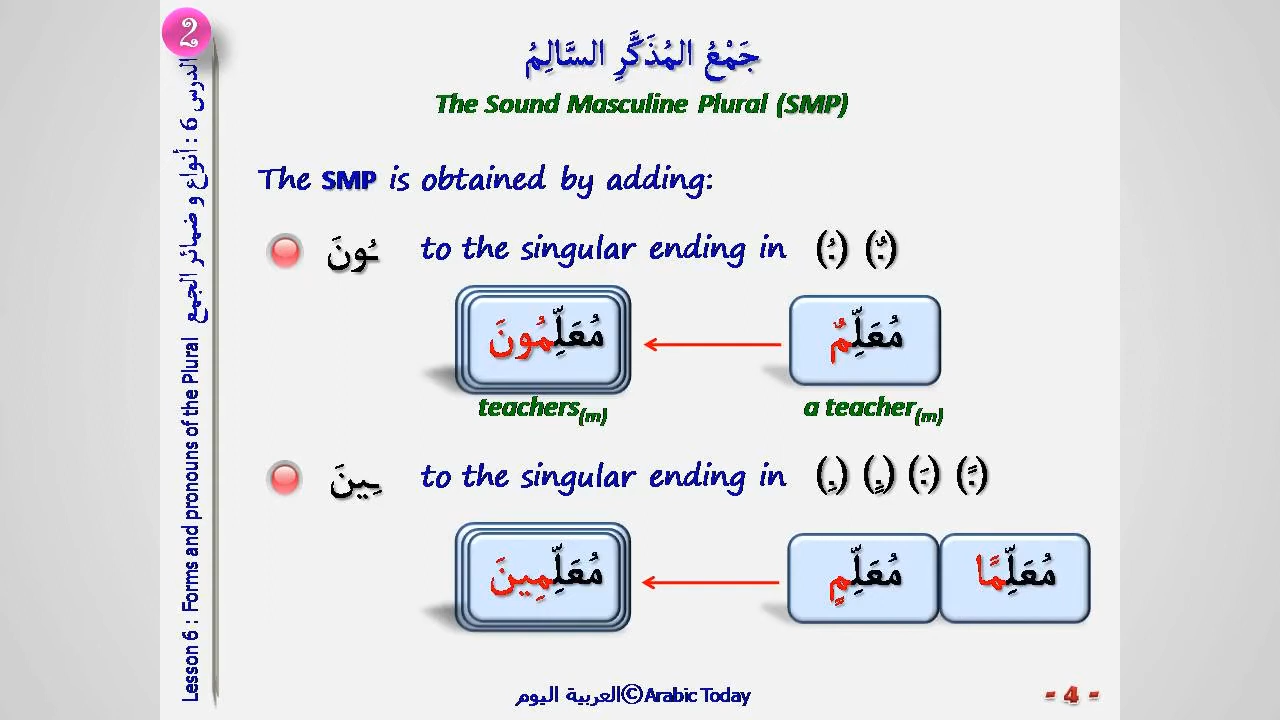 2
جَمْعُ المُذَكَّرِ السَّالِمُ
The Sound Masculine Plural (SMP)
The SMP is obtained by adding:
ـُونَ to the singular ending in (ـُ) (ـٌ)
مُعَلِّمُونَ مُعَلِّمٌ
teachers(m) a teacher(m)
ـِينَ to the singular ending in (ـِ) (ـٍ) (ـَ) (ـً)
مُعَلِّمِينَ مُعَلِّمٍ مُعَلِّمًا
Lesson 6 : Forms and pronouns of the Plural الدرس 6 : أنواع و ضمائر الجمع
العربية اليوم©Arabic Today
- 4 -